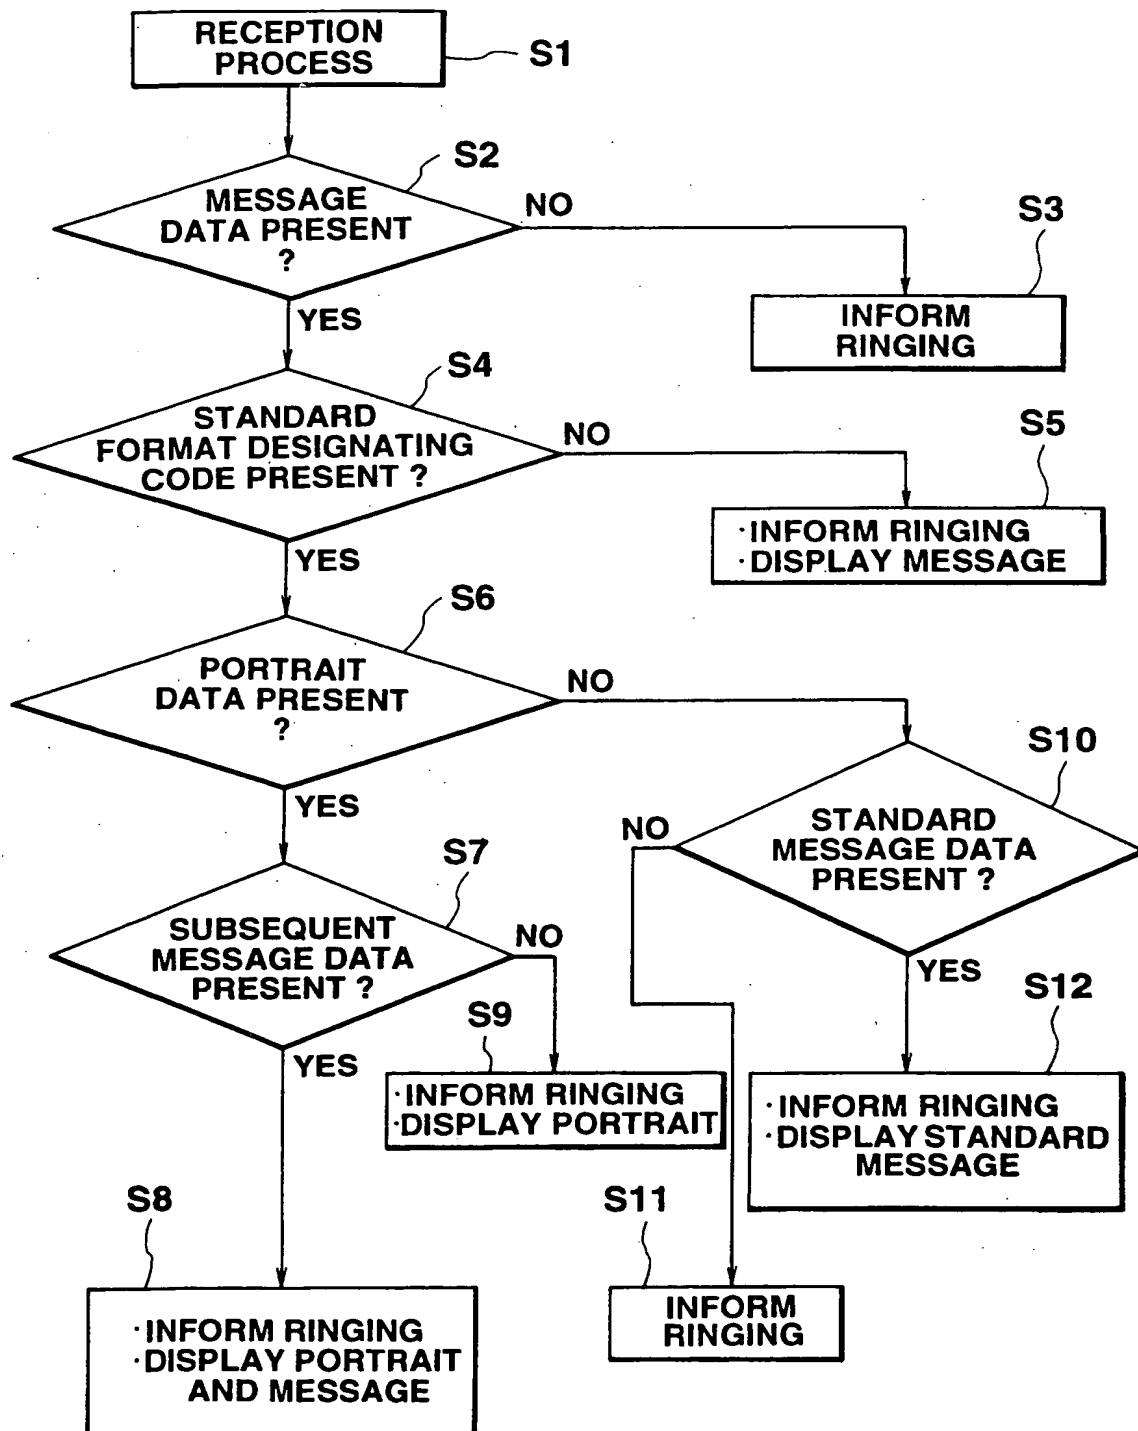 RECEPTION
PROCESS
S1
S2
MESSAGE
DATA PRESENT
?
NO
YES
S3
INFORM
RINGING
S4
STANDARD
FORMAT DESIGNATING
CODE PRESENT ?
NO
YES
S5
·INFORM RINGING
·DISPLAY MESSAGE
S6
PORTRAIT
DATA PRESENT
?
NO
YES
S10
STANDARD
MESSAGE DATA
PRESENT ?
NO
YES
S7
SUBSEQUENT
MESSAGE DATA
PRESENT ?
NO
YES
S9
·INFORM RINGING
·DISPLAY PORTRAIT
S12
·INFORM RINGING
·DISPLAY STANDARD
MESSAGE
S8
·INFORM RINGING
·DISPLAY PORTRAIT
AND MESSAGE
S11
INFORM
RINGING